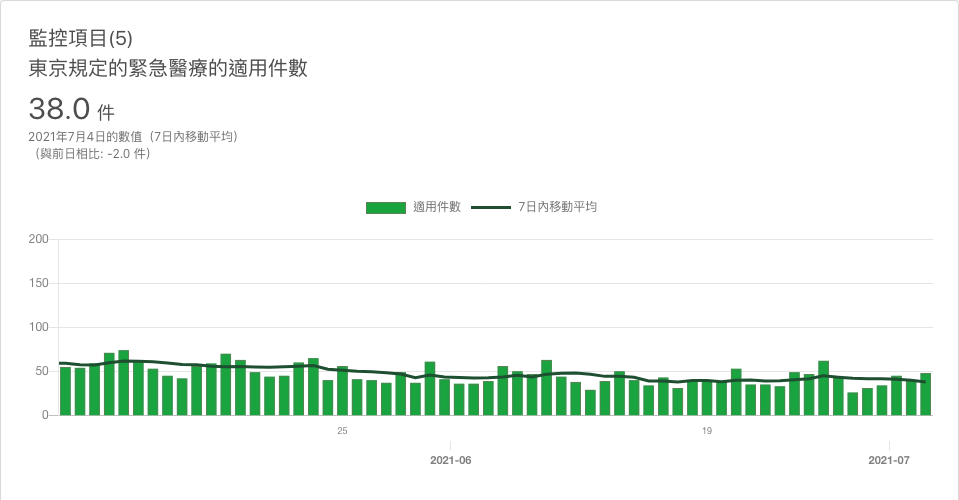 監控項目(5)
東京規定的緊急醫療的適用件數
38.0 件
2021年7月4日的數值（7日內移動平均）
（與前日相比: -2.0 件）
適用件數 7日內移動平均
200
150
100
50
0
25 19
2021-06 2021-07